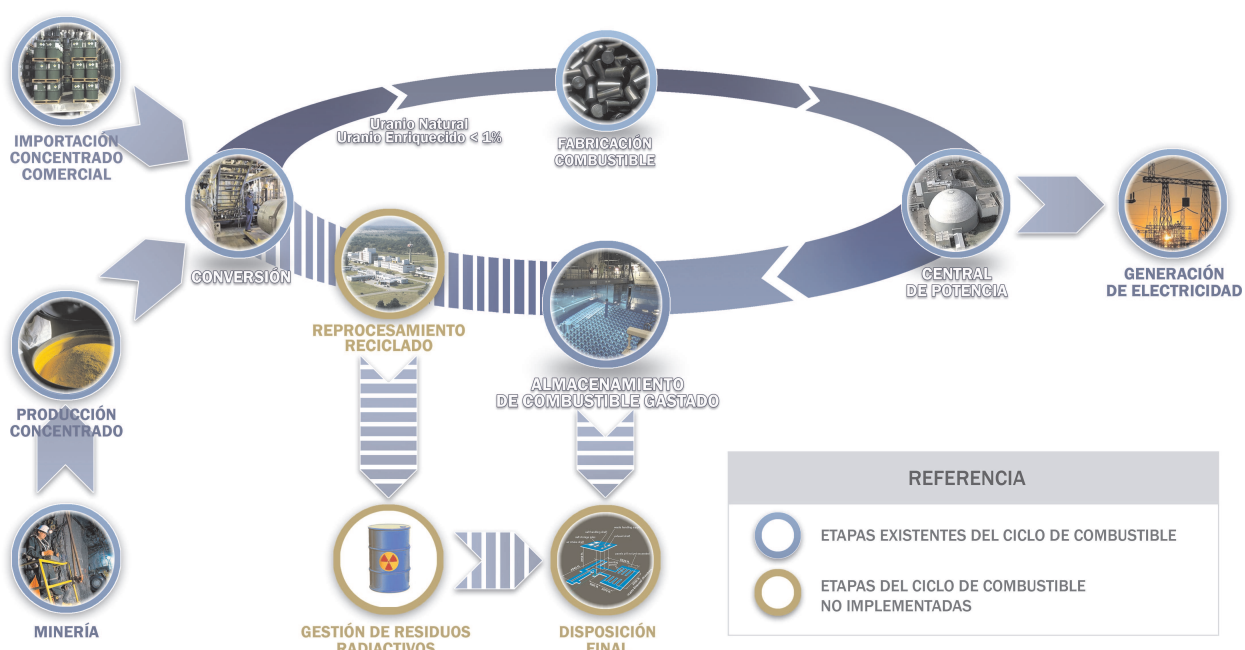 IMPORTACIÓN
CONCENTRADO
COMERCIAL
Uranio Natural
Uranio Enriquecido < 1%
FABRICACIÓN
COMBUSTIBLE
CONVERSIÓN
CENTRAL
DE POTENCIA
GENERACIÓN
DE ELECTRICIDAD
REPROCESAMIENTO
RECICLADO
ALMACENAMIENTO
DE COMBUSTIBLE GASTADO
PRODUCCIÓN
CONCENTRADO
MINERÍA
GESTIÓN DE RESIDUOS
RADIACTIVOS
DISPOSICIÓN
FINAL
REFERENCIA
ETAPAS EXISTENTES DEL CICLO DE COMBUSTIBLE
ETAPAS DEL CICLO DE COMBUSTIBLE
NO IMPLEMENTADAS